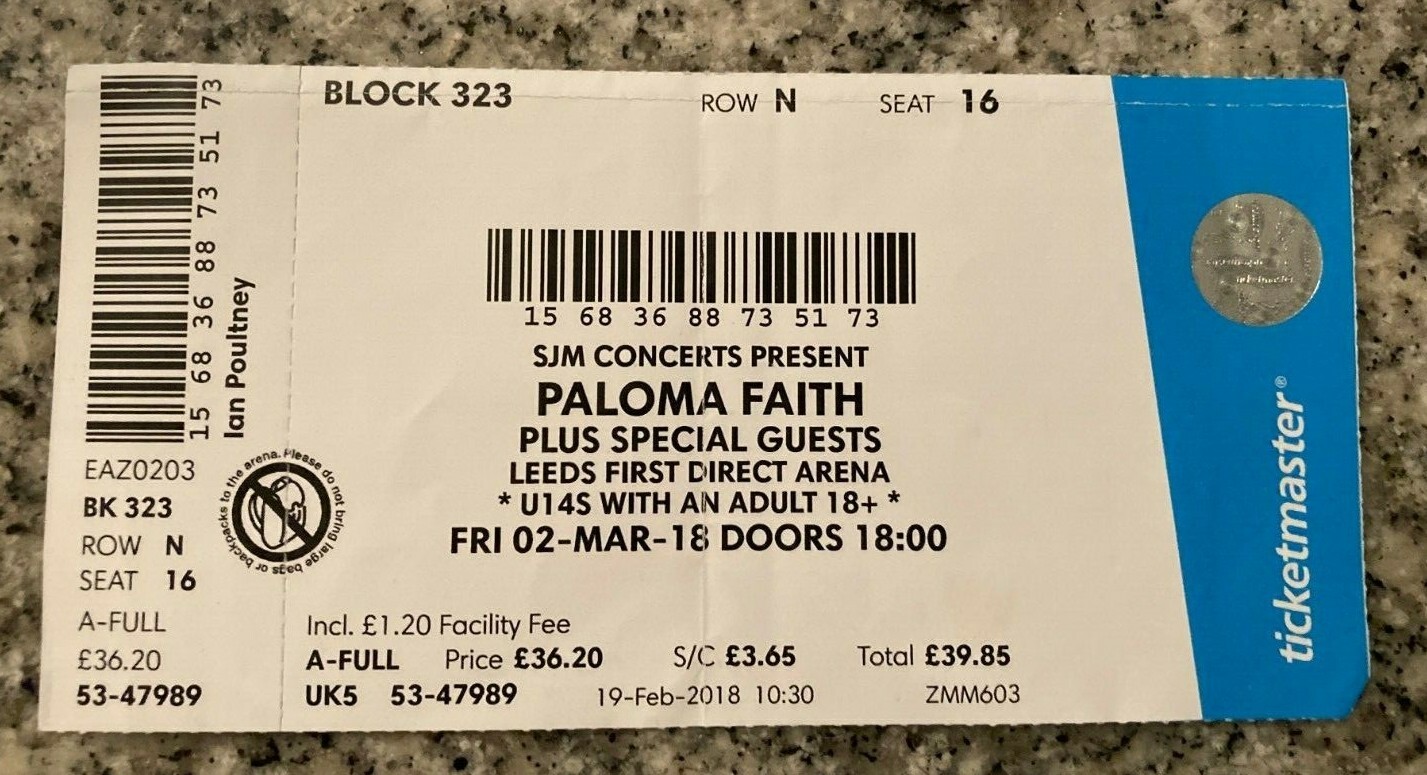 BLOCK 323 ROW N SEAT 16
15 68 36 88 73 51 73
SJM CONCERTS PRESENT
PALOMA FAITH
PLUS SPECIAL GUESTS
LEEDS FIRST DIRECT ARENA
* U14S WITH AN ADULT 18+ *
FRI 02-MAR-18 DOORS 18:00
Incl. £1.20 Facility Fee
A-FULL Price £36.20 S/C £3.65 Total £39.85
UK5 53-47989 19-Feb-2018 10:30 ZMM603
15 68 36 88 73 51 73
Ian Poultney
EAZ0203
BK 323
ROW N
SEAT 16
A-FULL
£36.20
53-47989
Please do not bring large bags or backpacks to the arena.
ticketmaster®
ticketmaster